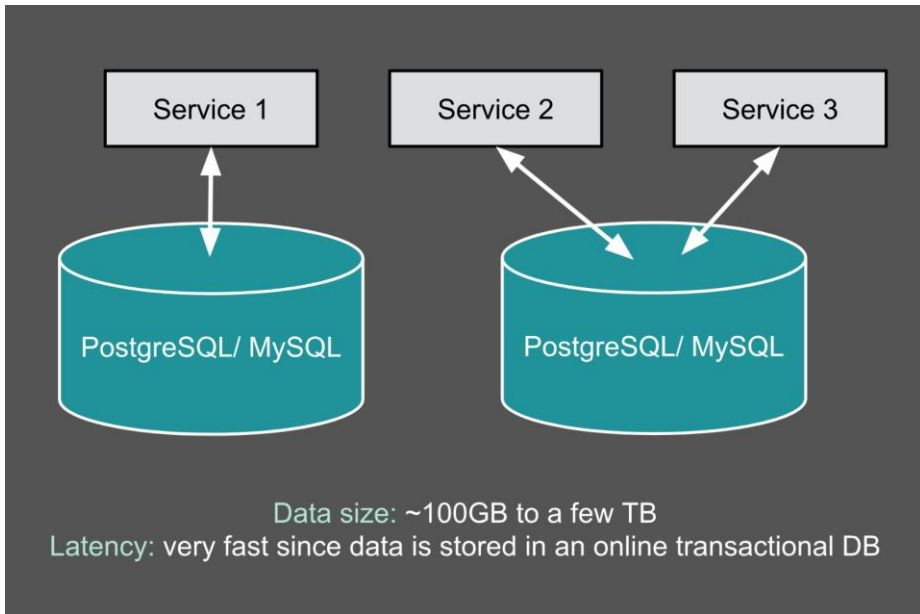 Service 1
Service 2
Service 3
PostgreSQL/ MySQL
PostgreSQL/ MySQL
Data size: ~100GB to a few TB
Latency: very fast since data is stored in an online transactional DB